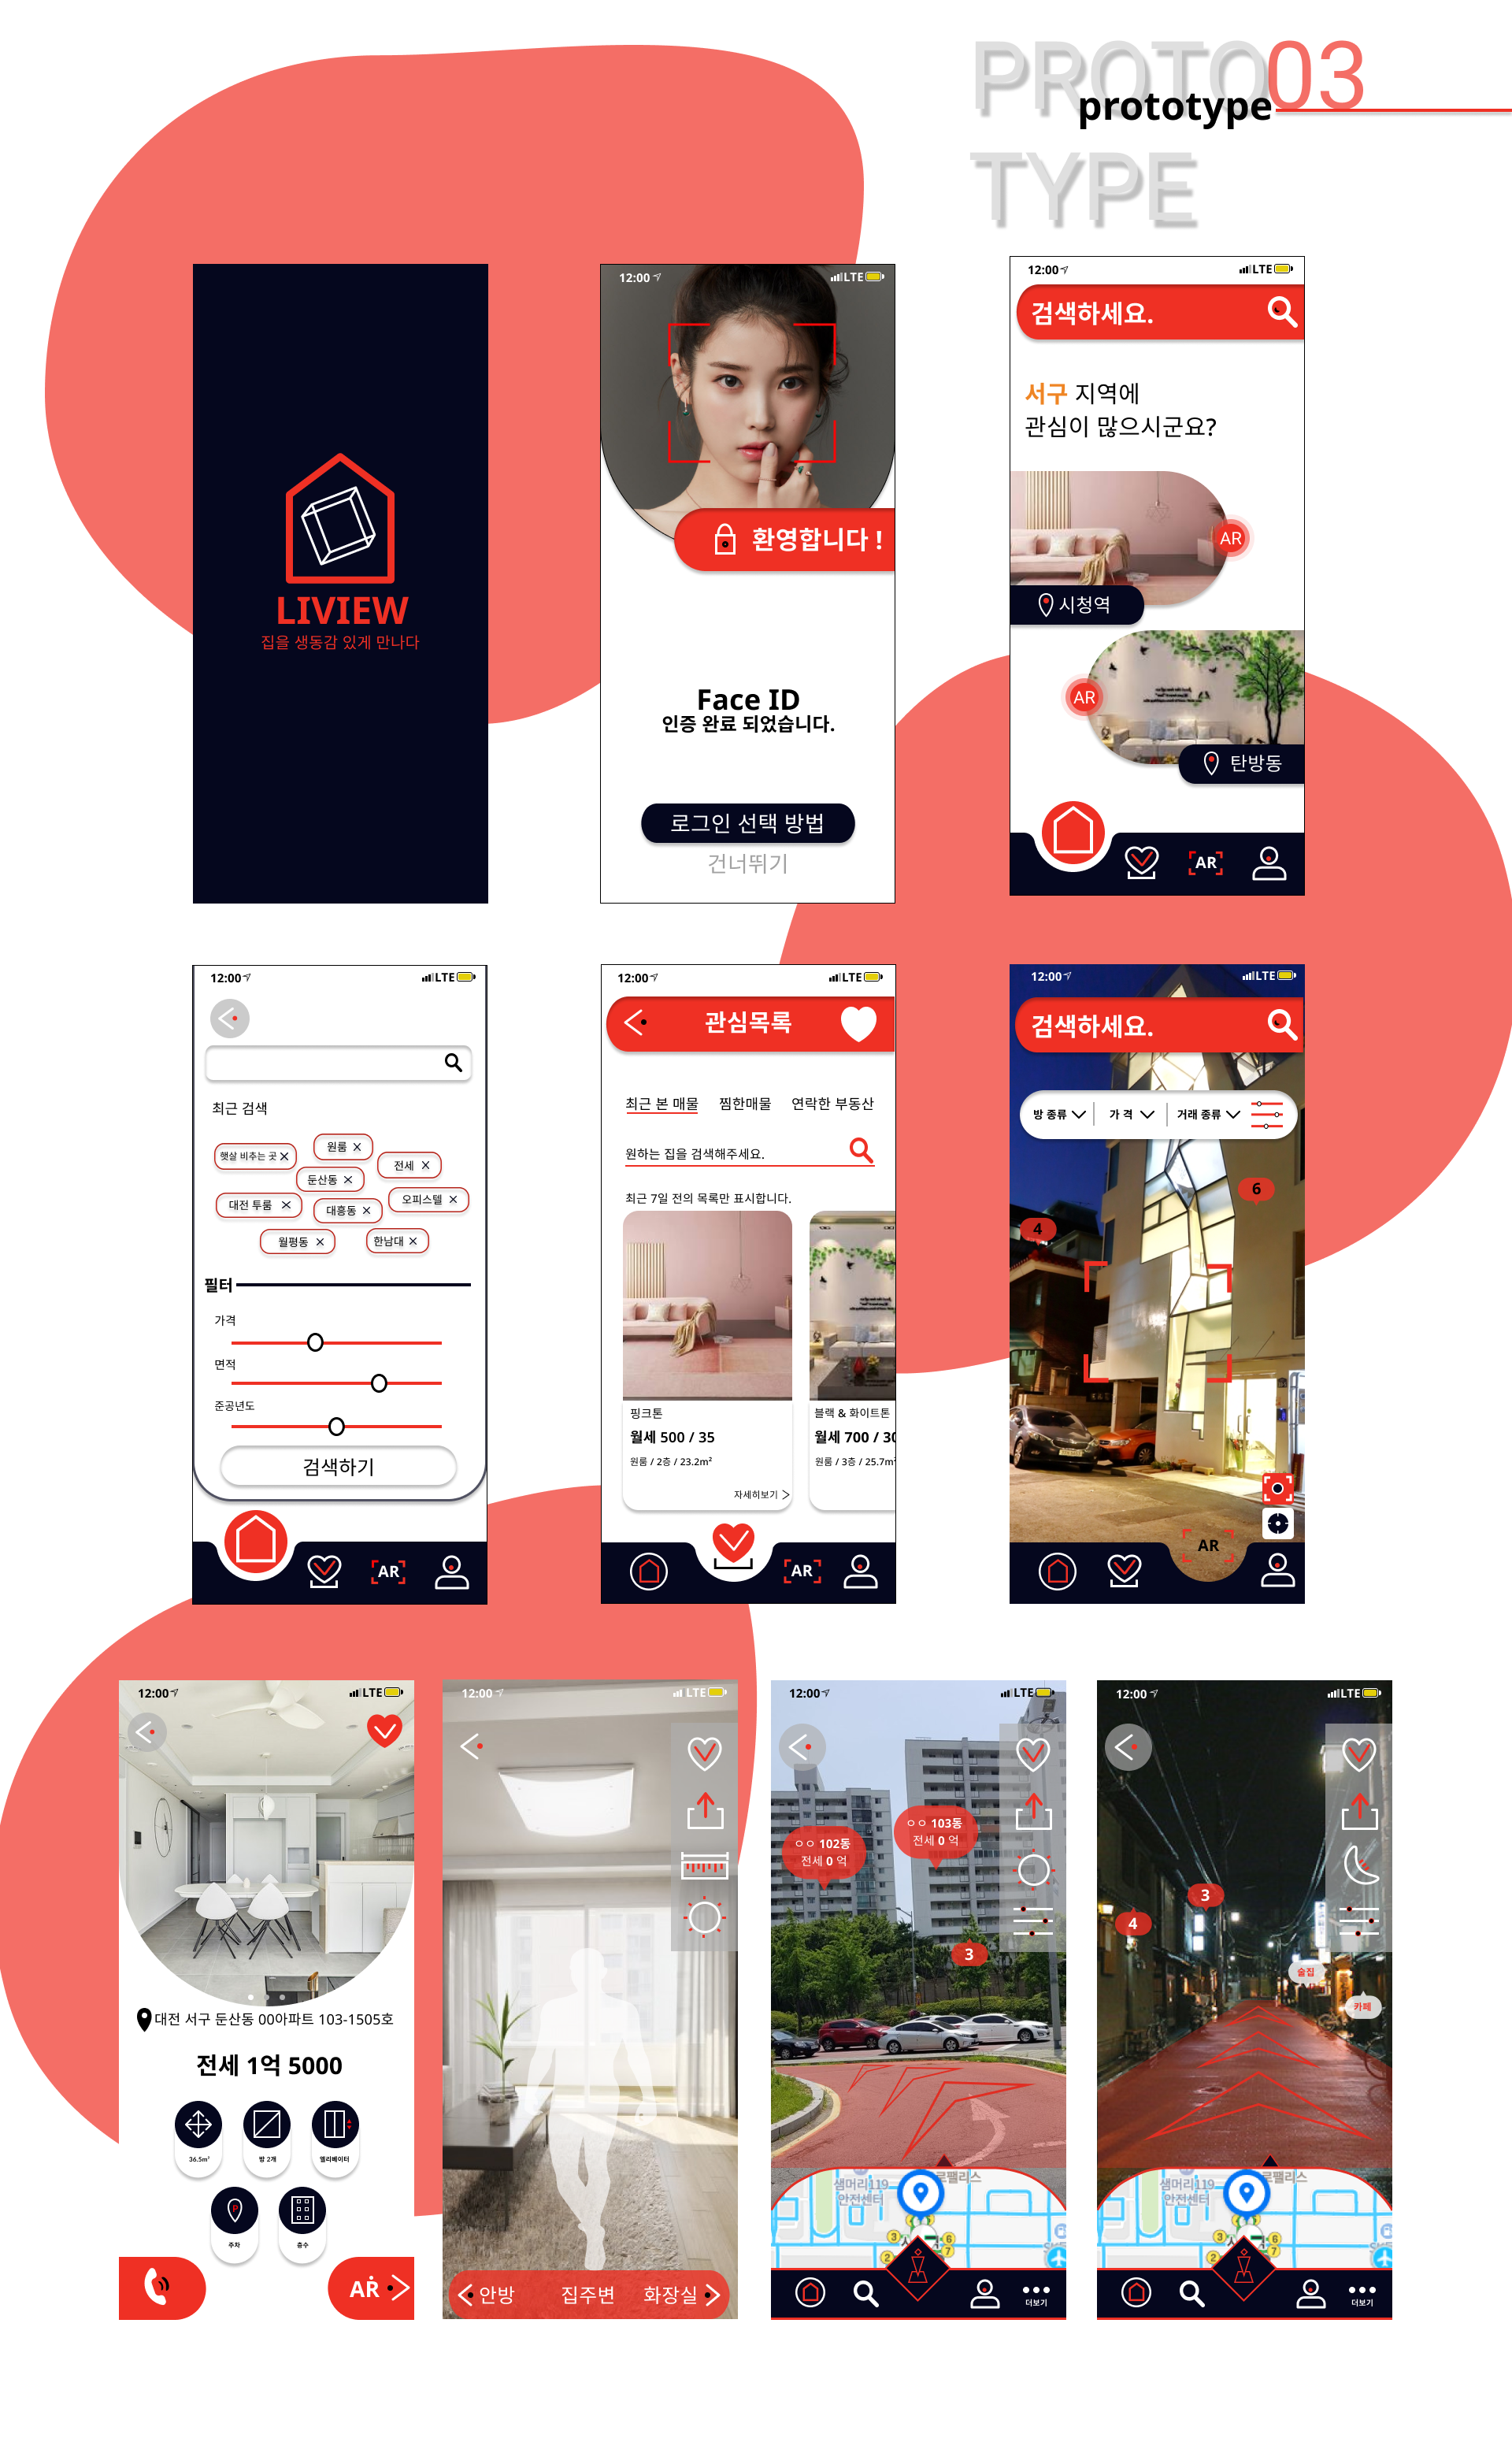 PROTO
TYPE
prototype
03
LIVIEW
집을 생동감 있게 만나다
12:00
LTE
환영합니다 !
Face ID
인증 완료 되었습니다.
로그인 선택 방법
건너뛰기
12:00
LTE
검색하세요.
서구 지역에
관심이 많으시군요?
AR
시청역
AR
탄방동
AR
12:00
LTE
최근 검색
햇살 비추는 곳 X
원룸 X
전세 X
둔산동 X
대전 투룸 X
대흥동 X
오피스텔 X
월평동 X
한남대 X
필터
가격
면적
준공년도
검색하기
AR
12:00
LTE
관심목록
최근 본 매물 찜한매물 연락한 부동산
원하는 집을 검색해주세요.
최근 7일 전의 목록만 표시합니다.
핑크톤
월세 500 / 35
원룸 / 2층 / 23.2m²
자세히보기
블랙 & 화이트톤
월세 700 / 30
원룸 / 3층 / 25.7m²
AR
12:00
LTE
검색하세요.
방 종류
가 격
거래 종류
6
4
AR
12:00
LTE
대전 서구 둔산동 00아파트 103-1505호
전세 1억 5000
36.5m²
방 2개
엘리베이터
P
주차
층수
AR
12:00
LTE
안방 집주변 화장실
12:00
LTE
ㅇㅇ 103동
전세 0 억
ㅇㅇ 102동
전세 0 억
3
샘머리119
안전센터
로팰리스
3
6
2
7
더보기
12:00
LTE
3
4
술집
카페
샘머리119
안전센터
로팰리스
3
6
2
7
더보기